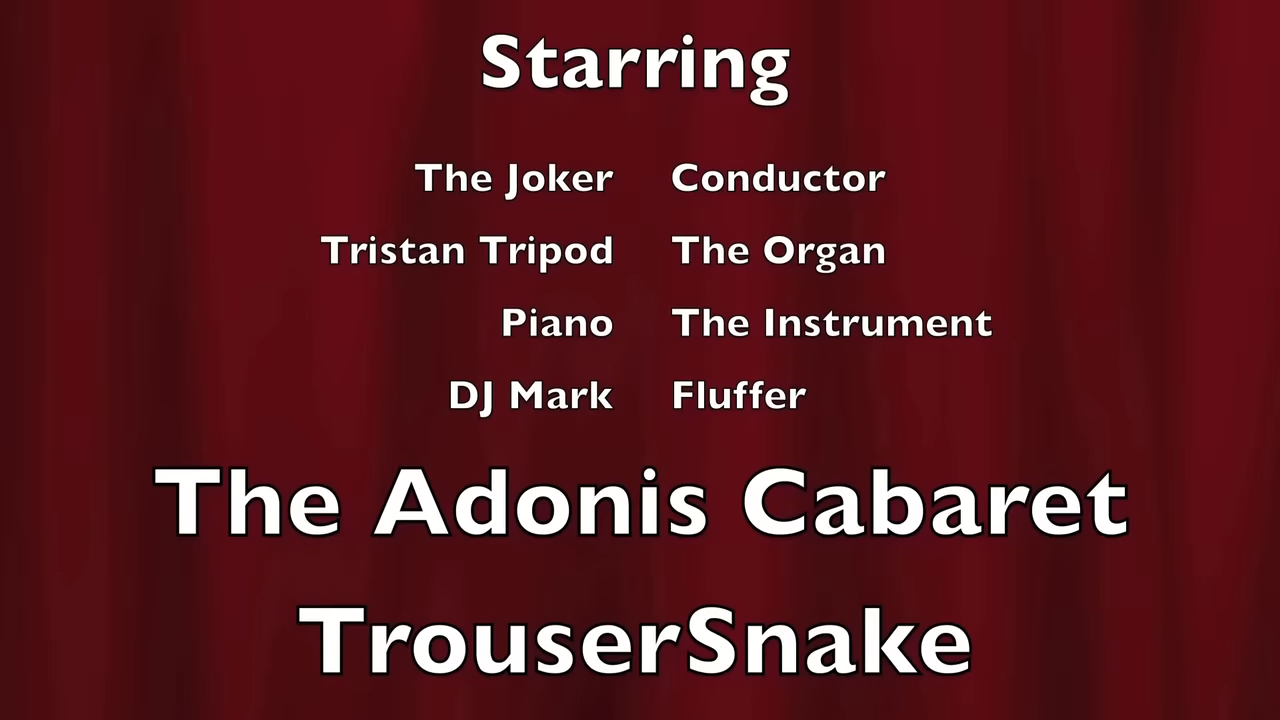 Starring
The Joker Conductor
Tristan Tripod The Organ
Piano The Instrument
DJ Mark Fluffer
The Adonis Cabaret
TrouserSnake